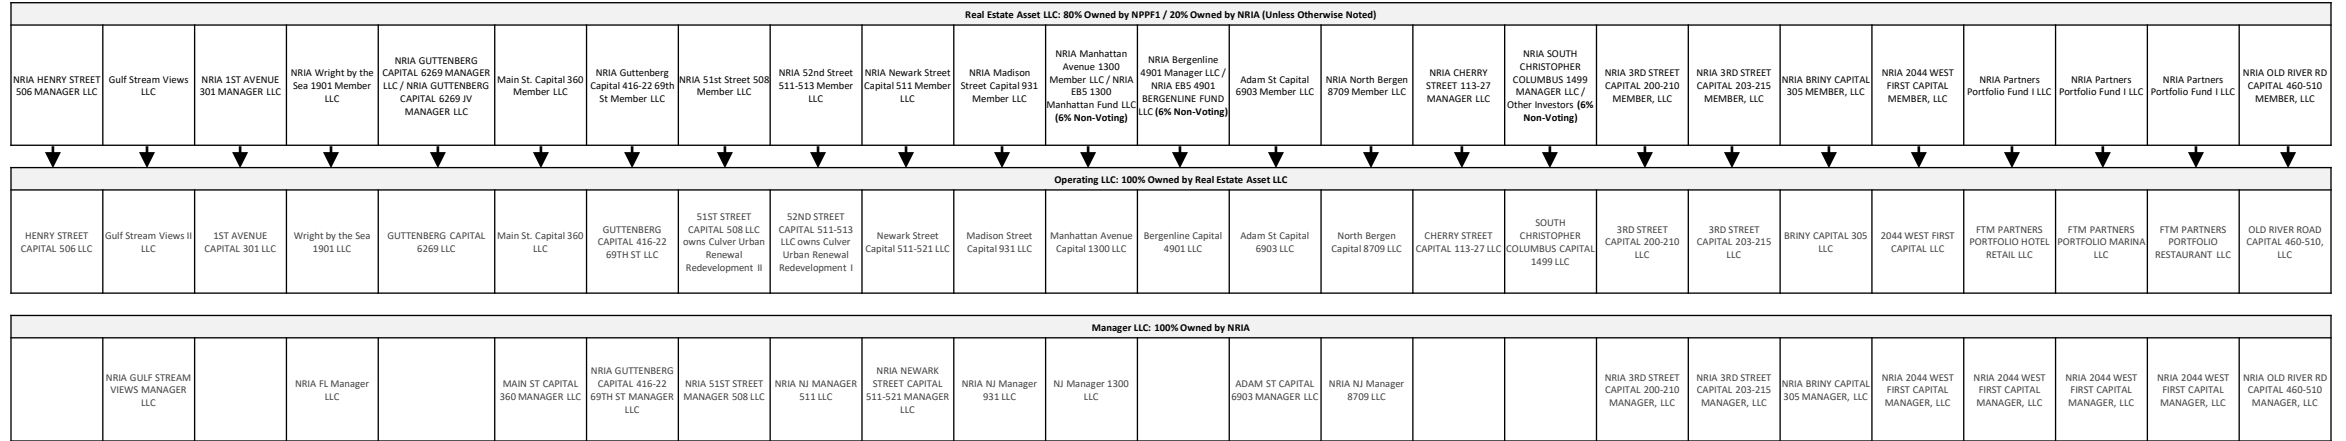 Real Estate Asset LLC: 80% Owned by NPPF1 / 20% Owned by NRIA (Unless Otherwise Noted)
NRIA HENRY STREET
506 MANAGER LLC
Gulf Stream Views
LLC
NRIA 1ST AVENUE
301 MANAGER LLC
NRIA Wright by the
Sea 1901 Member
LLC
NRIA GUTTENBERG
CAPITAL 6269 MANAGER
LLC / NRIA GUTTENBERG
CAPITAL 6269 JV
MANAGER LLC
Main St. Capital 360
Member LLC
NRIA Guttenberg
Capital 416-22 69th
St Member LLC
NRIA 51st Street 508
Member LLC
NRIA 52nd Street
511-513 Member
LLC
NRIA Newark Street
Capital 511 Member
LLC
NRIA Madison
Street Capital 931
Member LLC
NRIA Manhattan
Avenue 1300
Member LLC / NRIA
EB5 1300
Manhattan Fund LLC
(6% Non-Voting)
NRIA Bergenline
4901 Manager LLC /
NRIA EB5 4901
BERGENLINE FUND
LLC (6% Non-Voting)
Adam St Capital
6903 Member LLC
NRIA North Bergen
8709 Member LLC
NRIA CHERRY
STREET 113-27
MANAGER LLC
NRIA SOUTH
CHRISTOPHER
COLUMBUS 1499
MANAGER LLC /
Other Investors (6%
Non-Voting)
NRIA 3RD STREET
CAPITAL 200-210
MEMBER, LLC
NRIA 3RD STREET
CAPITAL 203-215
MEMBER, LLC
NRIA BRINY CAPITAL
305 MEMBER, LLC
NRIA 2044 WEST
FIRST CAPITAL
MEMBER, LLC
NRIA Partners
Portfolio Fund I LLC
NRIA Partners
Portfolio Fund I LLC
NRIA Partners
Portfolio Fund I LLC
NRIA OLD RIVER RD
CAPITAL 460-510
MEMBER, LLC
Operating LLC: 100% Owned by Real Estate Asset LLC
HENRY STREET
CAPITAL 506 LLC
Gulf Stream Views II
LLC
1ST AVENUE
CAPITAL 301 LLC
Wright by the Sea
1901 LLC
GUTTENBERG CAPITAL
6269 LLC
Main St. Capital 360
LLC
GUTTENBERG
CAPITAL 416-22
69TH ST LLC
51ST STREET
CAPITAL 508 LLC
owns Culver Urban
Renewal
Redevelopment II
52ND STREET
CAPITAL 511-513
LLC owns Culver
Urban Renewal
Redevelopment I
Newark Street
Capital 511-521 LLC
Madison Street
Capital 931 LLC
Manhattan Avenue
Capital 1300 LLC
Bergenline Capital
4901 LLC
Adam St Capital
6903 LLC
North Bergen
Capital 8709 LLC
CHERRY STREET
CAPITAL 113-27 LLC
SOUTH
CHRISTOPHER
COLUMBUS CAPITAL
1499 LLC
3RD STREET
CAPITAL 200-210
LLC
3RD STREET
CAPITAL 203-215
LLC
BRINY CAPITAL 305
LLC
2044 WEST FIRST
CAPITAL LLC
FTM PARTNERS
PORTFOLIO HOTEL
RETAIL LLC
FTM PARTNERS
PORTFOLIO MARINA
LLC
FTM PARTNERS
PORTFOLIO
RESTAURANT LLC
OLD RIVER ROAD
CAPITAL 460-510,
LLC
Manager LLC: 100% Owned by NRIA
NRIA GULF STREAM
VIEWS MANAGER
LLC
NRIA FL Manager
LLC
MAIN ST CAPITAL
360 MANAGER LLC
NRIA GUTTENBERG
CAPITAL 416-22
69TH ST MANAGER
LLC
NRIA 51ST STREET
MANAGER 508 LLC
NRIA NJ MANAGER
511 LLC
NRIA NEWARK
STREET CAPITAL
511-521 MANAGER
LLC
NRIA NJ Manager
931 LLC
NJ Manager 1300
LLC
ADAM ST CAPITAL
6903 MANAGER LLC
NRIA NJ Manager
8709 LLC
NRIA 3RD STREET
CAPITAL 200-210
MANAGER, LLC
NRIA 3RD STREET
CAPITAL 203-215
MANAGER, LLC
NRIA BRINY CAPITAL
305 MANAGER, LLC
NRIA 2044 WEST
FIRST CAPITAL
MANAGER, LLC
NRIA 2044 WEST
FIRST CAPITAL
MANAGER, LLC
NRIA 2044 WEST
FIRST CAPITAL
MANAGER, LLC
NRIA 2044 WEST
FIRST CAPITAL
MANAGER, LLC
NRIA OLD RIVER RD
CAPITAL 460-510
MANAGER, LLC